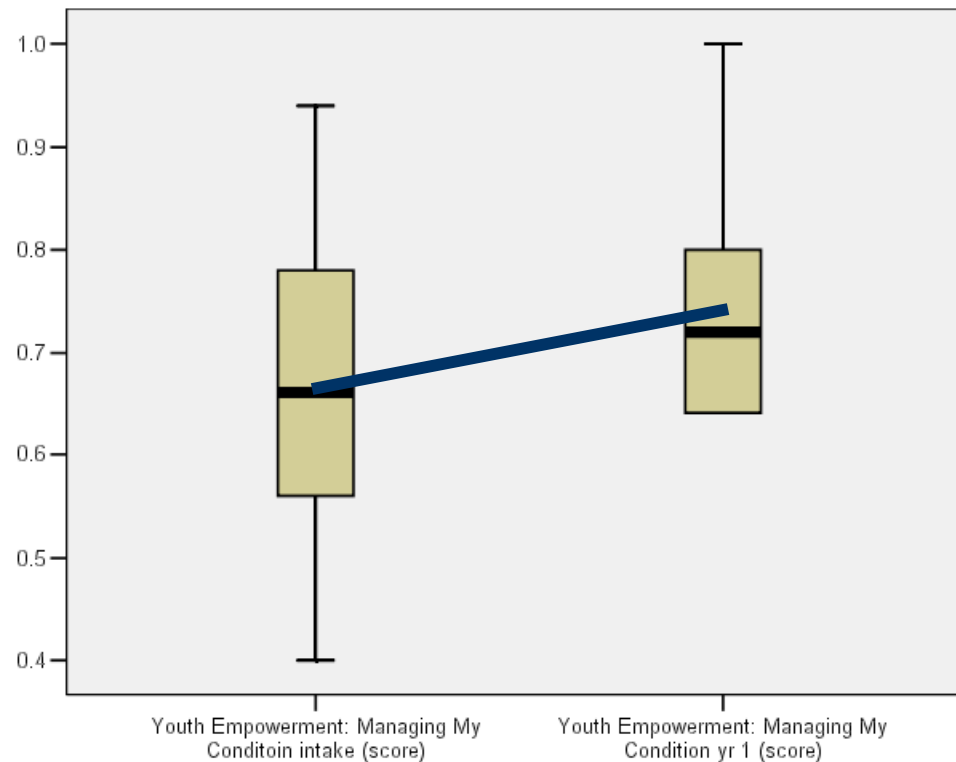 1.0
0.9
0.8
0.7
0.6
0.5
0.4
Youth Empowerment: Managing My
Conditoin intake (score)
Youth Empowerment: Managing My
Condition yr 1 (score)